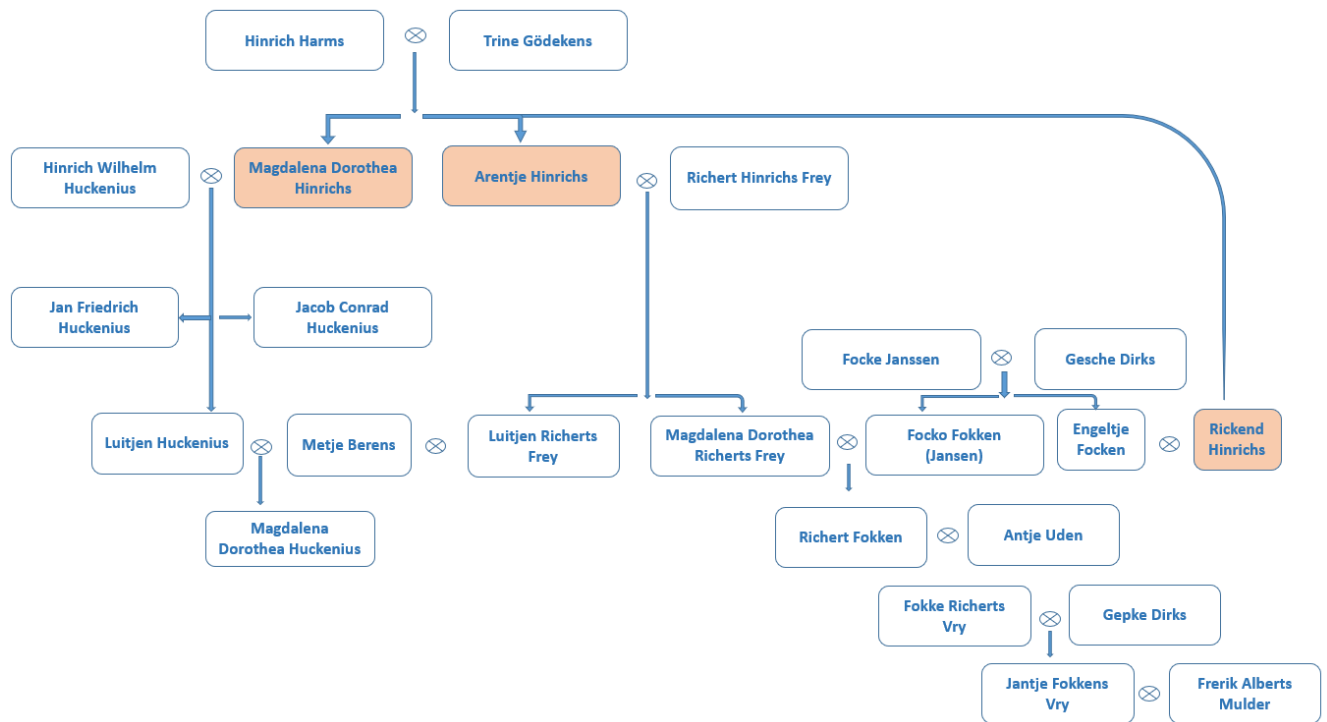 Hinrich Harms
Trine Gödekens
Hinrich Wilhelm
Huckenius
Magdalena Dorothea
Hinrichs
Arentje Hinrichs
Richert Hinrichs Frey
Jan Friedrich
Huckenius
Jacob Conrad
Huckenius
Focke Janssen
Gesche Dirks
Luitjen Huckenius
Metje Berens
Luitjen Richerts
Frey
Magdalena Dorothea
Richerts Frey
Focko Fokken
(Jansen)
Engeltje
Focken
Rickend
Hinrichs
Magdalena
Dorothea Huckenius
Richert Fokken
Antje Uden
Fokke Richerts
Vry
Gepke Dirks
Jantje Fokkens
Vry
Frerik Alberts
Mulder